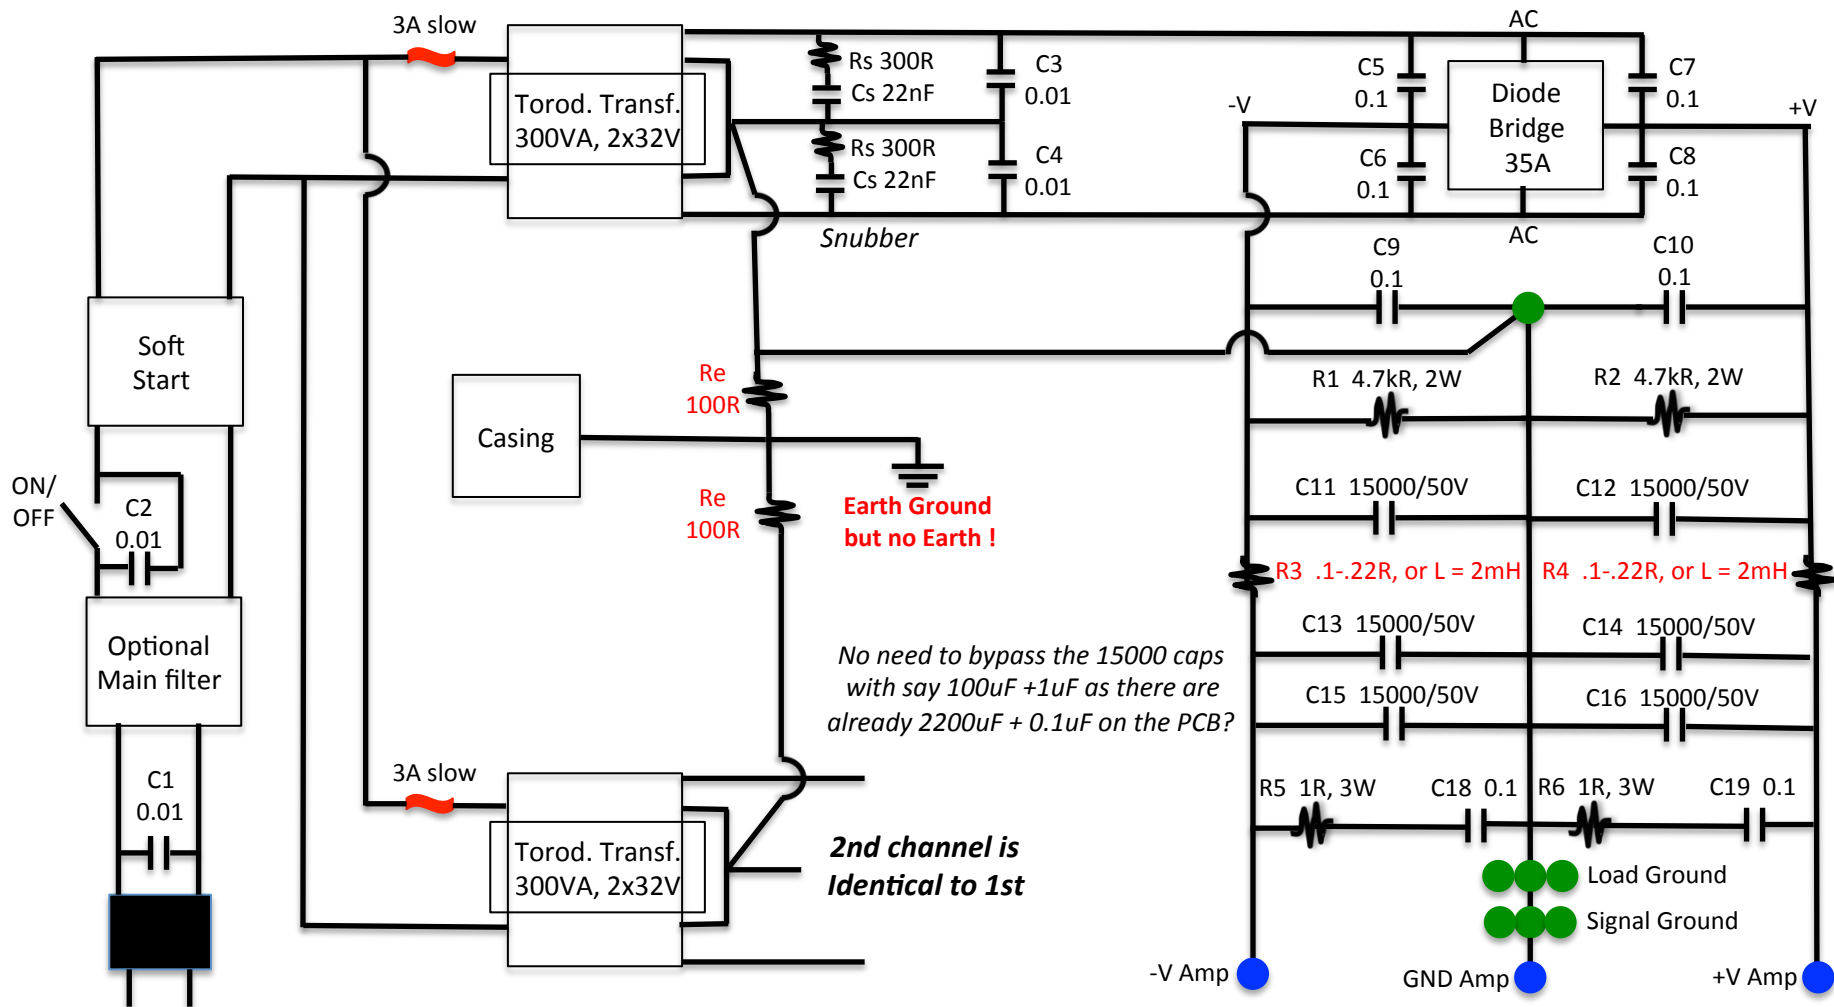 3A slow
Torod. Transf.
300VA, 2x32V
Rs 300R
Cs 22nF
Rs 300R
Cs 22nF
Snubber
C3
0.01
C4
0.01
AC
C5
0.1
C6
0.1
Diode
Bridge
35A
C7
0.1
C8
0.1
AC
-V
+V
C9
0.1
C10
0.1
Soft
Start
Casing
Re
100R
Re
100R
Earth Ground
but no Earth !
R1 4.7kR, 2W
R2 4.7kR, 2W
C11 15000/50V
C12 15000/50V
ON/
OFF
C2
0.01
R3 .1-.22R, or L = 2mH
R4 .1-.22R, or L = 2mH
Optional
Main filter
No need to bypass the 15000 caps
with say 100uF +1uF as there are
already 2200uF + 0.1uF on the PCB?
C13 15000/50V
C14 15000/50V
C15 15000/50V
C16 15000/50V
C1
0.01
3A slow
Torod. Transf.
300VA, 2x32V
2nd channel is
Identical to 1st
R5 1R, 3W
C18 0.1
R6 1R, 3W
C19 0.1
Load Ground
Signal Ground
-V Amp
GND Amp
+V Amp